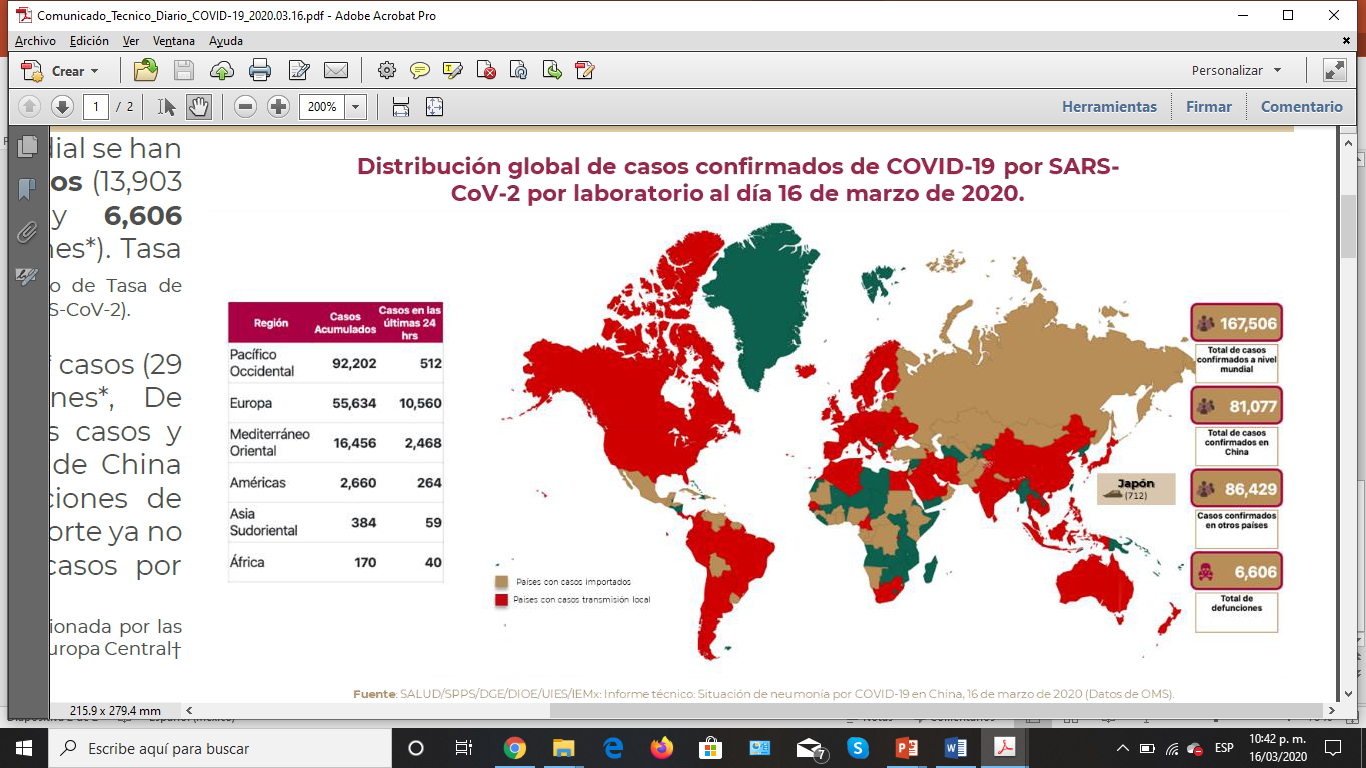 Comunicado_Tecnico_Diario_COVID-19_2020.03.16.pdf - Adobe Acrobat Pro
Archivo Edición Ver Ventana Ayuda
Crear
Personalizar
1 / 2
200%
Herramientas Firmar Comentario
dial se han
os (13,903
y 6,606
nes*). Tasa
o de Tasa de
S-CoV-2).
casos (29
nes*, De
s casos y
de China
ciones de
orte ya no
casos por
ionada por las
uropa Central†
Distribución global de casos confirmados de COVID-19 por SARS-
CoV-2 por laboratorio al día 16 de marzo de 2020.
Región Casos Acumulados Casos en las últimas 24 hrs
Pacífico Occidental 92,202 512
Europa 55,634 10,560
Mediterráneo Oriental 16,456 2,468
Américas 2,660 264
Asia Sudoriental 384 59
África 170 40
Países con casos importados
Países con casos transmisión local
Japón
(712)
167,506
Total de casos
confirmados a nivel
mundial
81,077
Total de casos
confirmados en
China
86,429
Casos confirmados
en otros países
6,606
Total de
defunciones
Fuente: SALUD/SPPS/DGE/DIOE/UIES/IEMx: Informe técnico: Situación de neumonía por COVID-19 en China, 16 de marzo de 2020 (Datos de OMS).
215.9 x 279.4 mm
Escribe aquí para buscar
7
ESP
10:42 p. m.
16/03/2020